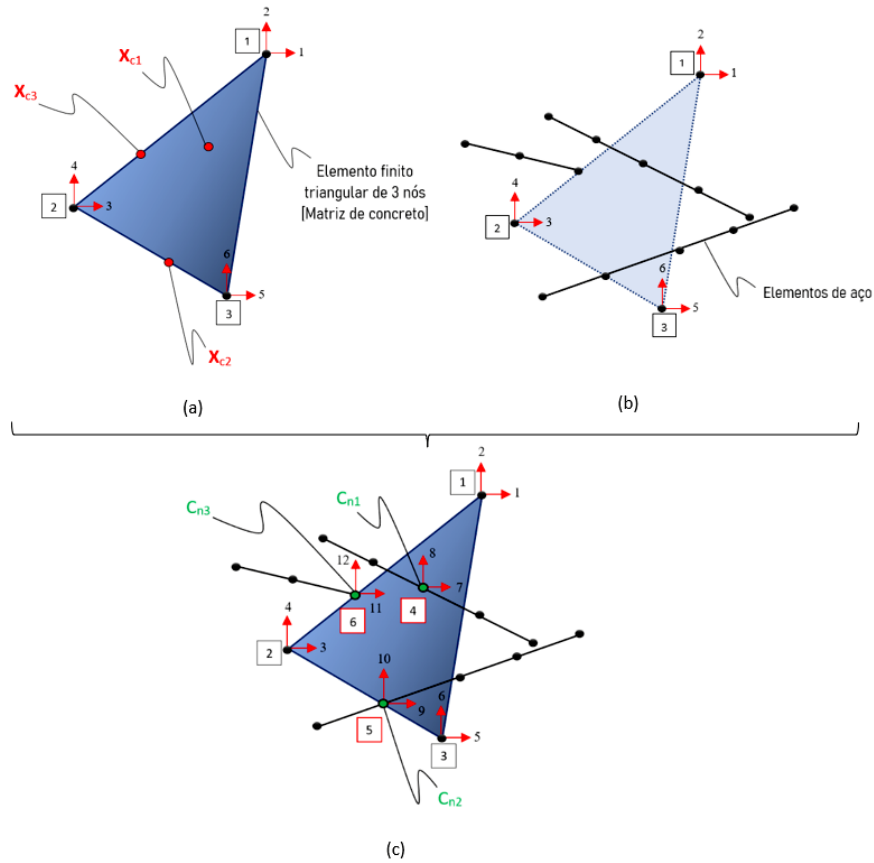 2
1
1
X_c1
X_c3
4
2
3
Elemento finito
triangular de 3 nós
[Matriz de concreto]
6
5
3
X_c2
(a)
2
1
1
4
2
3
6
5
3
Elementos de aço
(b)
2
1
1
C_n3
C_n1
12
8
7
11
4
6
4
2
3
10
9
6
5
5
3
C_n2
(c)